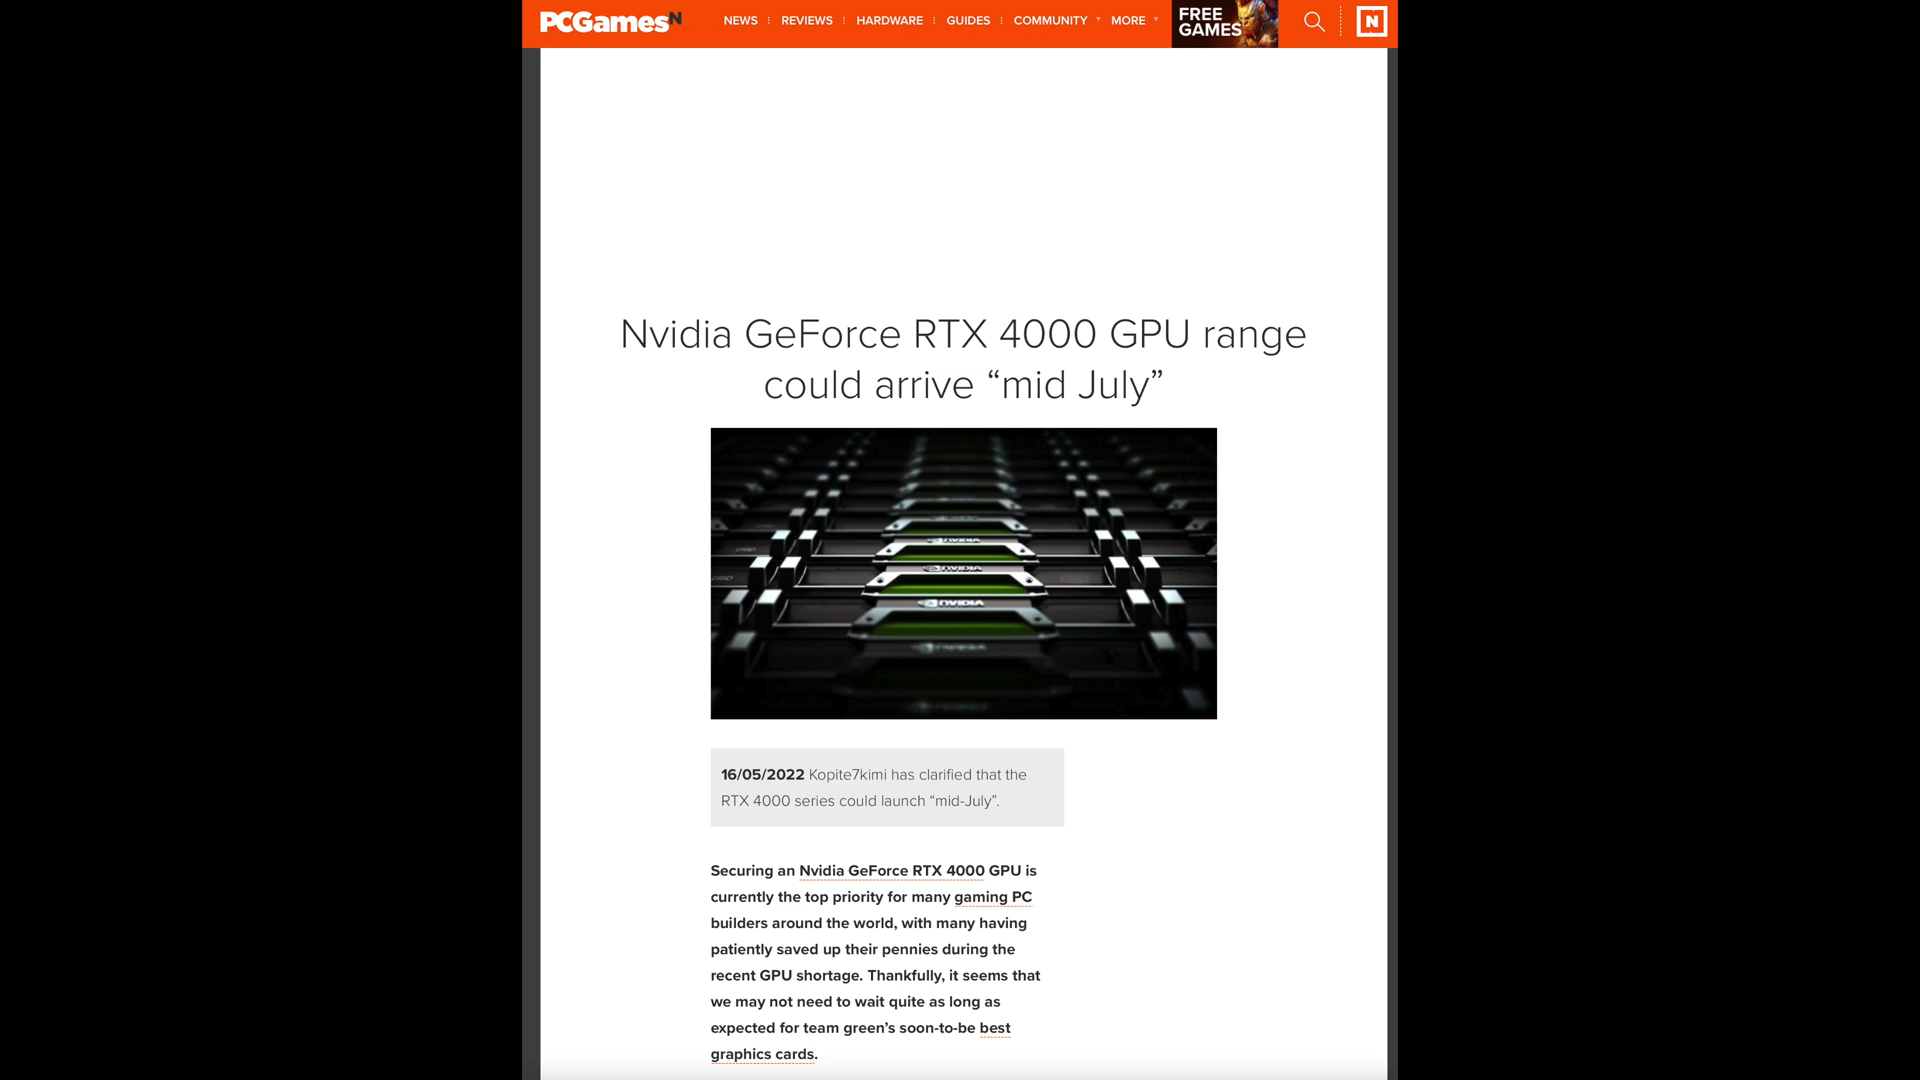 PCGamesN
NEWS
REVIEWS
HARDWARE
GUIDES
COMMUNITY
MORE
FREE
GAMES
N
Nvidia GeForce RTX 4000 GPU range
could arrive “mid July”
NVIDIA
NVIDIA
NVIDIA
NVIDIA
16/05/2022 Kopite7kimi has clarified that the
RTX 4000 series could launch “mid-July”.
Securing an Nvidia GeForce RTX 4000 GPU is
currently the top priority for many gaming PC
builders around the world, with many having
patiently saved up their pennies during the
recent GPU shortage. Thankfully, it seems that
we may not need to wait quite as long as
expected for team green’s soon-to-be best
graphics cards.